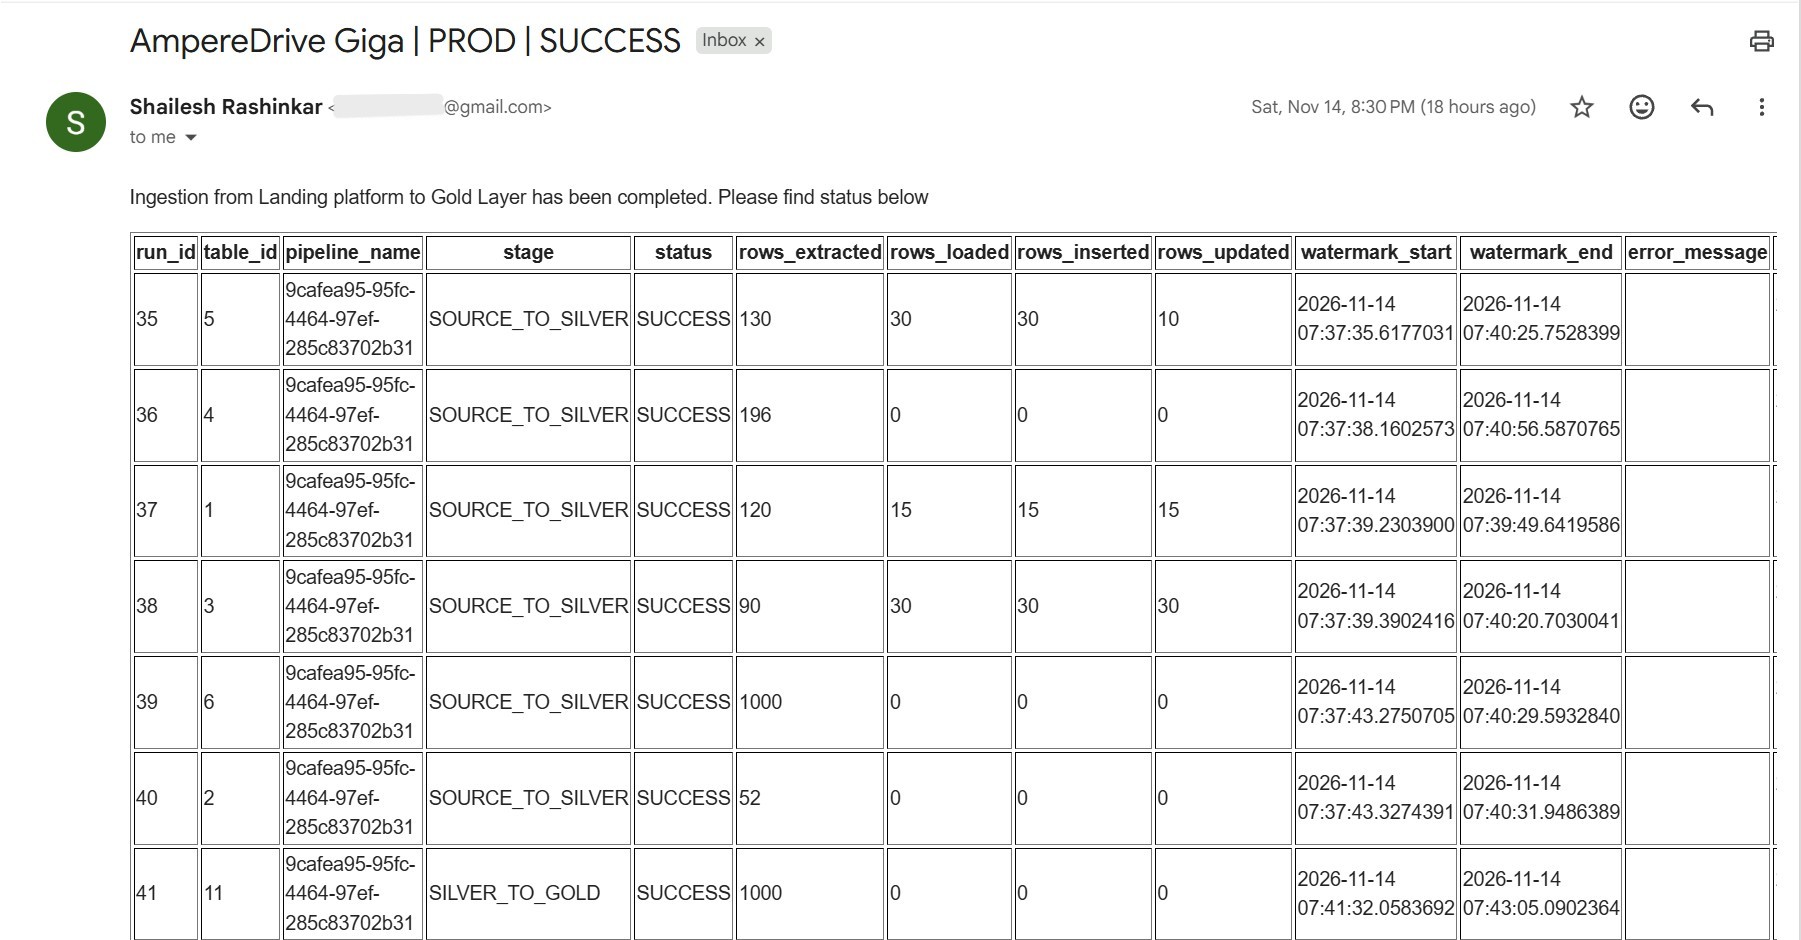 AmpereDrive Giga | PROD | SUCCESS Inbox ×
S
Shailesh Rashinkar < @gmail.com> Sat, Nov 14, 8:30 PM (18 hours ago)
to me
Ingestion from Landing platform to Gold Layer has been completed. Please find status below
run_id table_id pipeline_name stage status rows_extracted rows_loaded rows_inserted rows_updated watermark_start watermark_end error_message
9cafea95-95fc-
2026-11-14 2026-11-14
35 5 4464-97ef- SOURCE_TO_SILVER SUCCESS 130 30 30 10
07:37:35.6177031 07:40:25.7528399
285c83702b31
9cafea95-95fc-
2026-11-14 2026-11-14
36 4 4464-97ef- SOURCE_TO_SILVER SUCCESS 196 0 0 0
07:37:38.1602573 07:40:56.5870765
285c83702b31
9cafea95-95fc-
2026-11-14 2026-11-14
37 1 4464-97ef- SOURCE_TO_SILVER SUCCESS 120 15 15 15
07:37:39.2303900 07:39:49.6419586
285c83702b31
9cafea95-95fc-
2026-11-14 2026-11-14
38 3 4464-97ef- SOURCE_TO_SILVER SUCCESS 90 30 30 30
07:37:39.3902416 07:40:20.7030041
285c83702b31
9cafea95-95fc-
2026-11-14 2026-11-14
39 6 4464-97ef- SOURCE_TO_SILVER SUCCESS 1000 0 0 0
07:37:43.2750705 07:40:29.5932840
285c83702b31
9cafea95-95fc-
2026-11-14 2026-11-14
40 2 4464-97ef- SOURCE_TO_SILVER SUCCESS 52 0 0 0
07:37:43.3274391 07:40:31.9486389
285c83702b31
9cafea95-95fc-
2026-11-14 2026-11-14
41 11 4464-97ef- SILVER_TO_GOLD SUCCESS 1000 0 0 0
07:41:32.0583692 07:43:05.0902364
285c83702b31